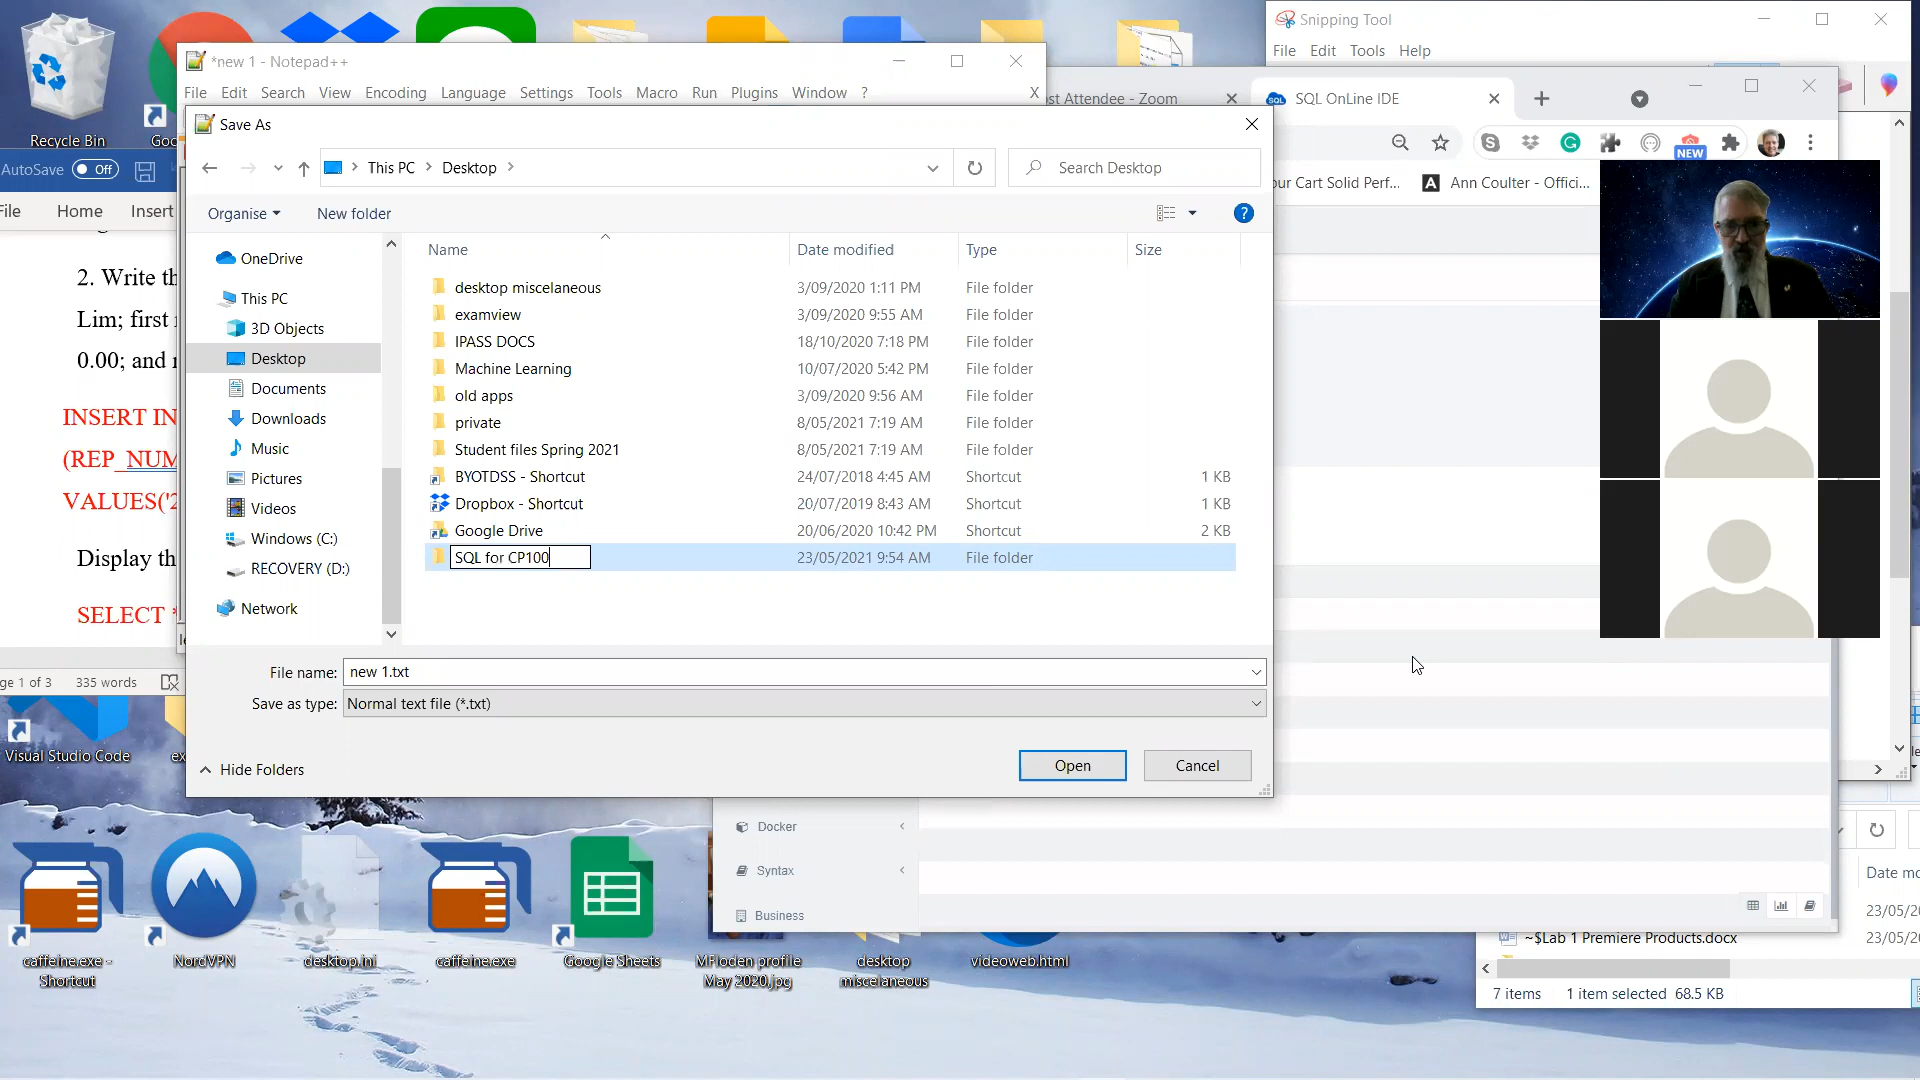 Recycle Bin
Goo
*new 1 - Notepad++
File Edit Search View Encoding Language Settings Tools Macro Run Plugins Window ? X
Snipping Tool
File Edit Tools Help
ost Attendee - Zoom
SQL OnLine IDE
NEW
our Cart Solid Perf...
Ann Coulter - Offici...
AutoSave Off
File Home Insert
2. Write th
Lim; first
0.00; and
INSERT IN
(REP_NUM
VALUES('2
Display th
SELECT *
ge 1 of 3 335 words
Save As
This PC > Desktop >
Search Desktop
Organise New folder
OneDrive
This PC
3D Objects
Desktop
Documents
Downloads
Music
Pictures
Videos
Windows (C:)
RECOVERY (D:)
Network
Name Date modified Type Size
desktop miscelaneous 3/09/2020 1:11 PM File folder
examview 3/09/2020 9:55 AM File folder
IPASS DOCS 18/10/2020 7:18 PM File folder
Machine Learning 10/07/2020 5:42 PM File folder
old apps 3/09/2020 9:56 AM File folder
private 8/05/2021 7:19 AM File folder
Student files Spring 2021 8/05/2021 7:19 AM File folder
BYOTDSS - Shortcut 24/07/2018 4:45 AM Shortcut 1 KB
Dropbox - Shortcut 20/07/2019 8:43 AM Shortcut 1 KB
Google Drive 20/06/2020 10:42 PM Shortcut 2 KB
SQL for CP100 23/05/2021 9:54 AM File folder
File name: new 1.txt
Save as type: Normal text file (*.txt)
Hide Folders
Open Cancel
Visual Studio Code
ex
Docker
Syntax
Business
caffeine.exe - Shortcut
NordVPN
desktop.ini
caffeine.exe
Google Sheets
MFloden profile May 2020.jpg
desktop miscelaneous
videoweb.html
Date mo
23/05/20
~$Lab 1 Premiere Products.docx 23/05/20
7 items 1 item selected 68.5 KB